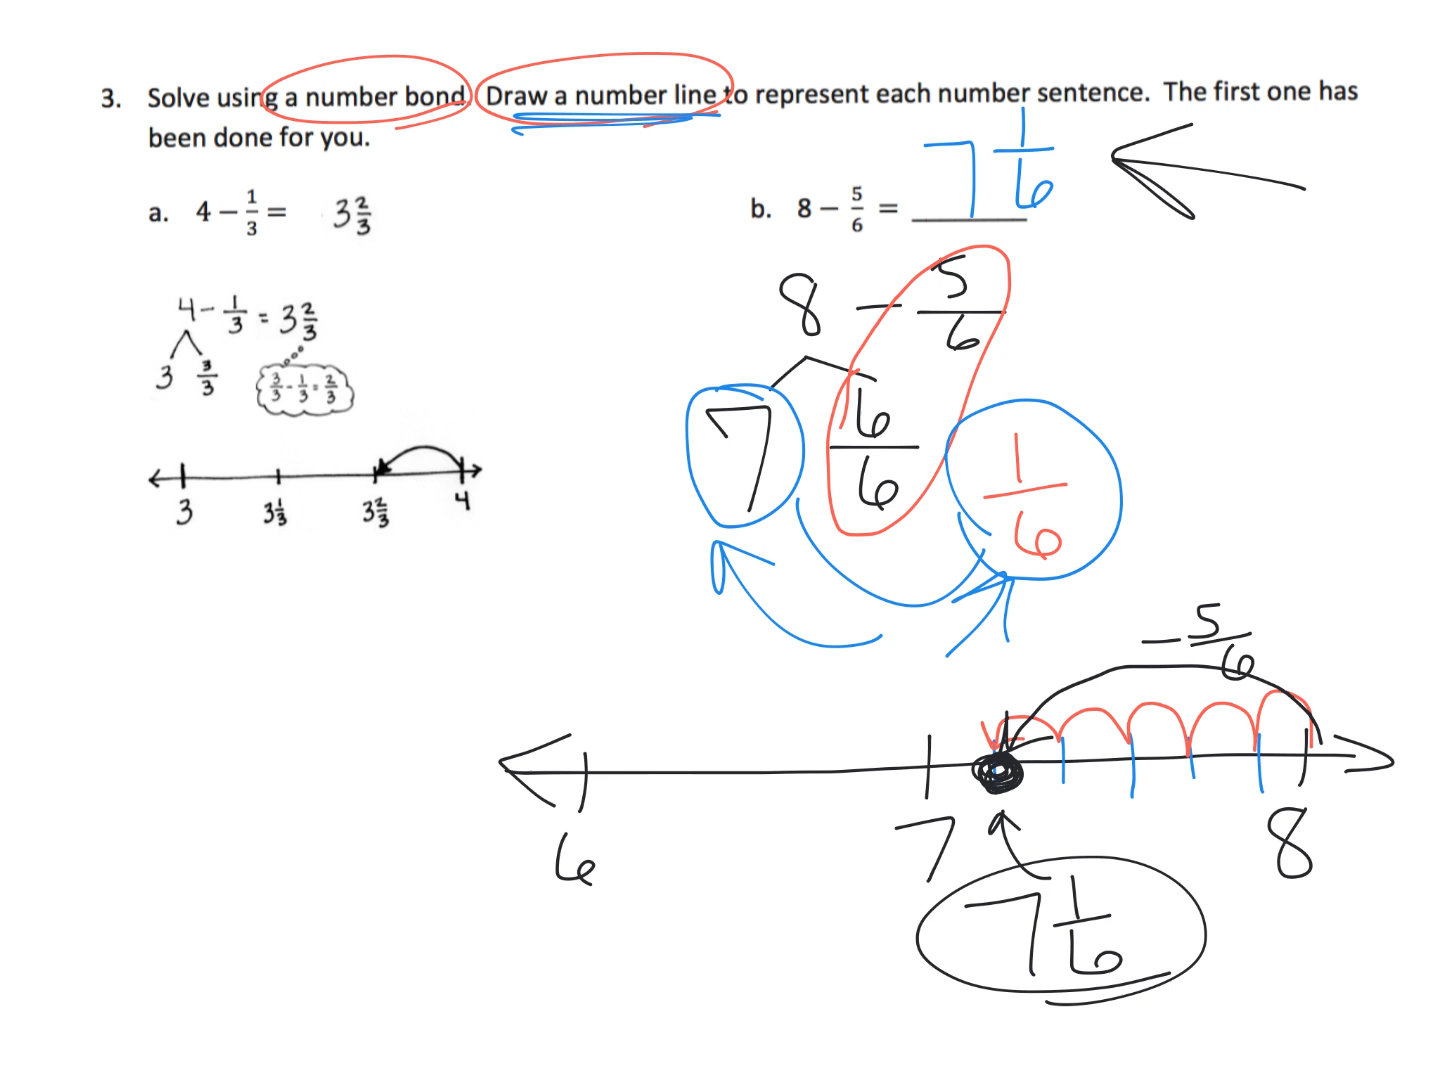 3. Solve using a number bond. Draw a number line to represent each number sentence. The first one has
been done for you.
a. 4 − 1/3 = 3 2/3
b. 8 − 5/6 = 7 1/6
4 - 1/3 = 3 2/3
3 3/3
3/3 - 1/3 = 2/3
3 3 1/3 3 2/3 4
8 − 5/6
7 6/6 1/6
− 5/6
6 7 8
7 1/6